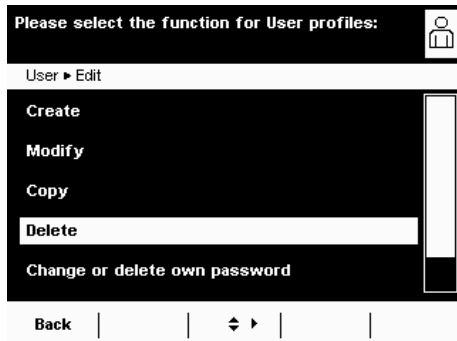 Please select the function for User profiles:
User ▸ Edit
Create
Modify
Copy
Delete
Change or delete own password
Back